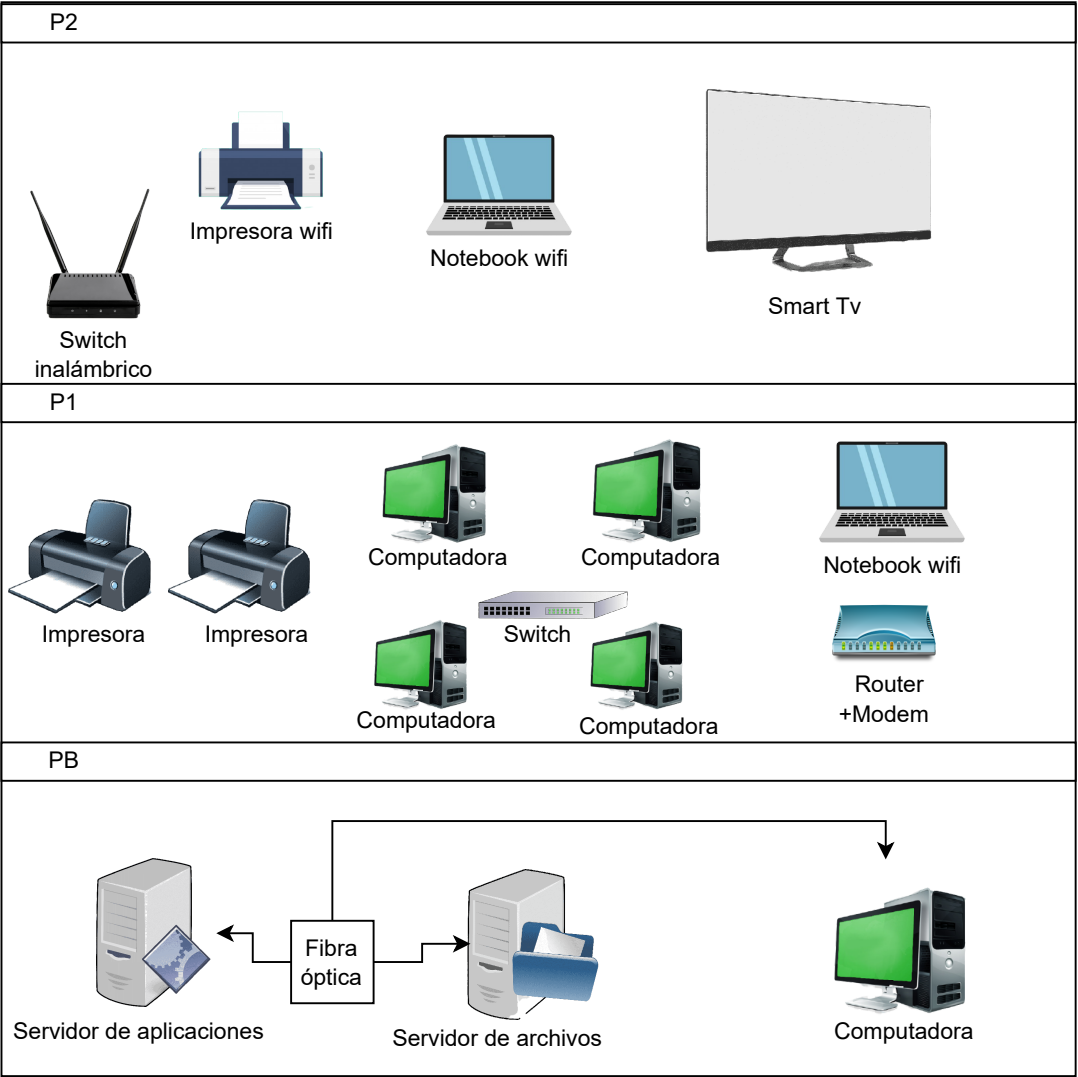 P2
Impresora wifi
Notebook wifi
Smart Tv
Switch
inalámbrico
P1
Computadora
Computadora
Notebook wifi
Impresora
Impresora
Switch
Computadora
Computadora
Router
+Modem
PB
Fibra
óptica
Servidor de aplicaciones
Servidor de archivos
Computadora